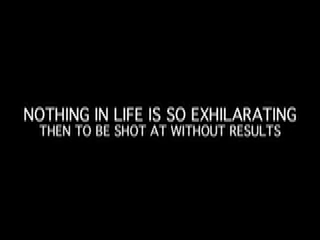 NOTHING IN LIFE IS SO EXHILARATING
THEN TO BE SHOT AT WITHOUT RESULTS